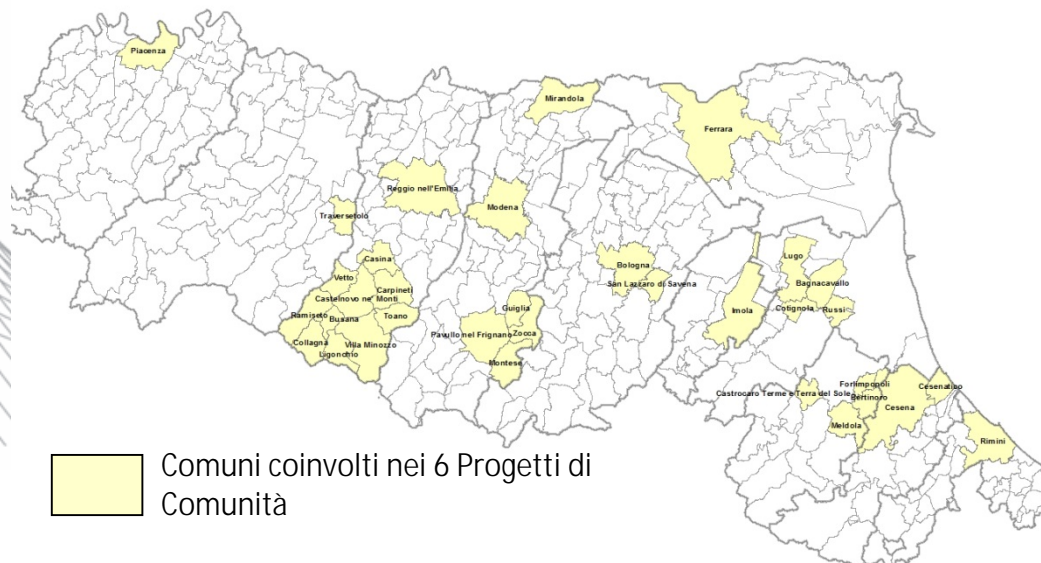 Piacenza
Mirandola
Ferrara
Reggio nell'Emilia
Modena
Traversetolo
Casina
Vetto
Carpineti
Castelnovo ne' Monti
Ramiseto
Busana
Toano
Collagna
Villa Minozzo
Ligonchio
Bologna
San Lazzaro di Savena
Guiglia
Pavullo nel Frignano
Zocca
Montese
Imola
Lugo
Bagnacavallo
Cotignola
Russi
Castrocaro Terme e Terra del Sole
Forlimpopoli
Bertinoro
Cesenatico
Cesena
Meldola
Rimini
Comuni coinvolti nei 6 Progetti di
Comunità